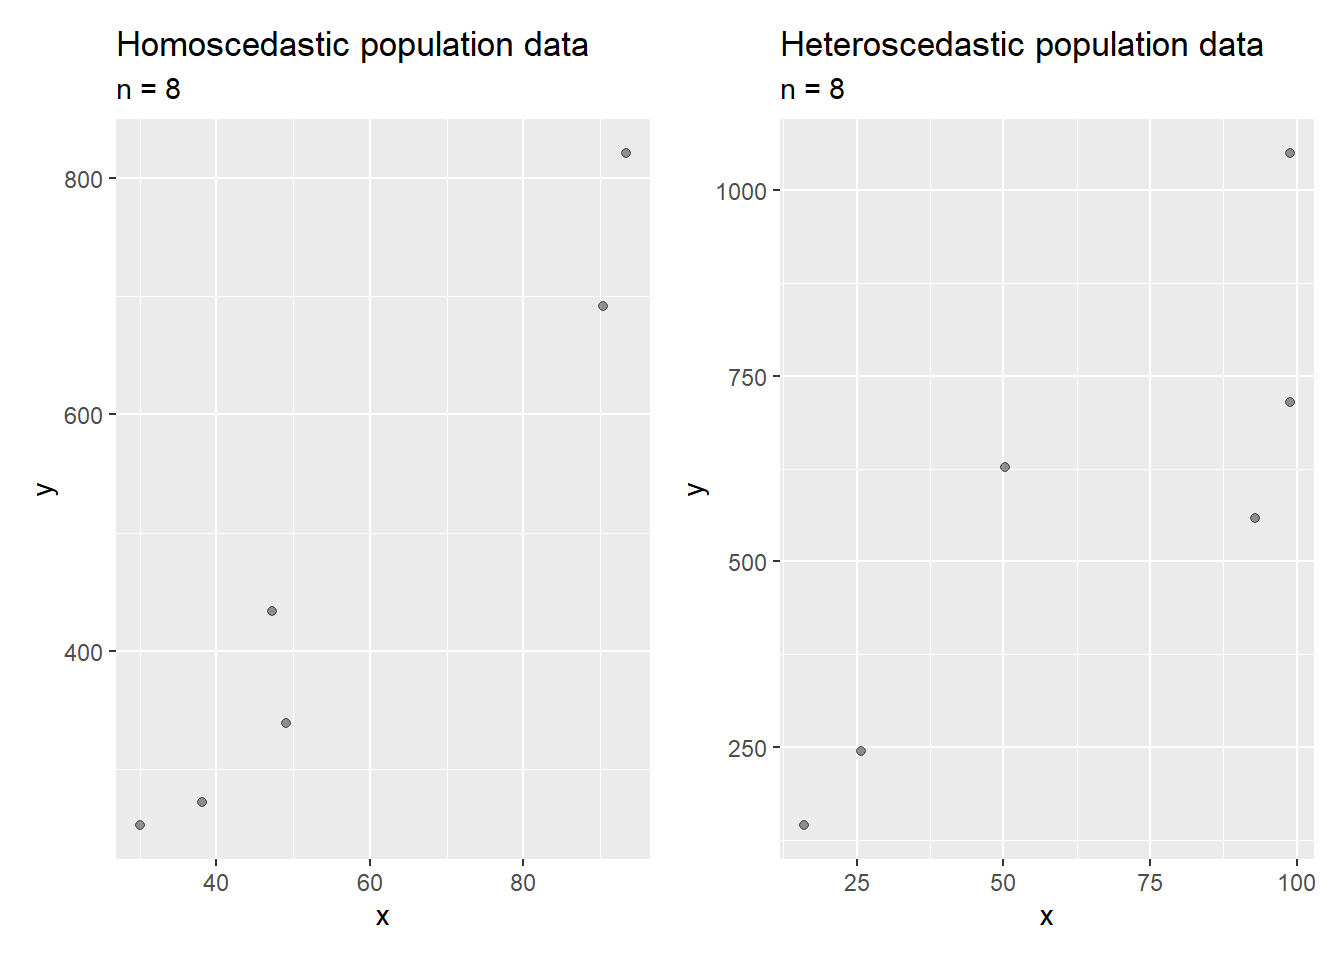 Homoscedastic population data
n = 8
800
600
400
y
40 60 80
x
Heteroscedastic population data
n = 8
1000
750
500
250
y
25 50 75 100
x